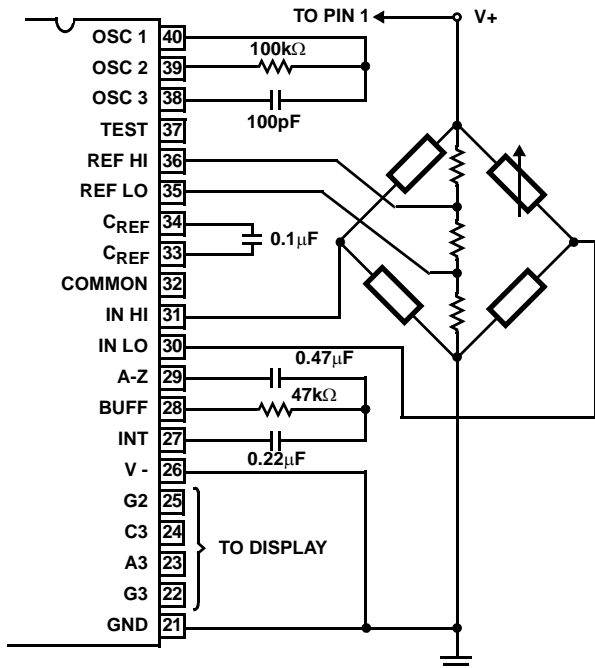 TO PIN 1 V+
OSC 1 40
100kΩ
OSC 2 39
OSC 3 38
100pF
TEST 37
REF HI 36
REF LO 35
CREF 34
0.1µF
CREF 33
COMMON 32
IN HI 31
IN LO 30
0.47µF
A-Z 29
47kΩ
BUFF 28
INT 27
0.22µF
V - 26
G2 25
C3 24
TO DISPLAY
A3 23
G3 22
GND 21